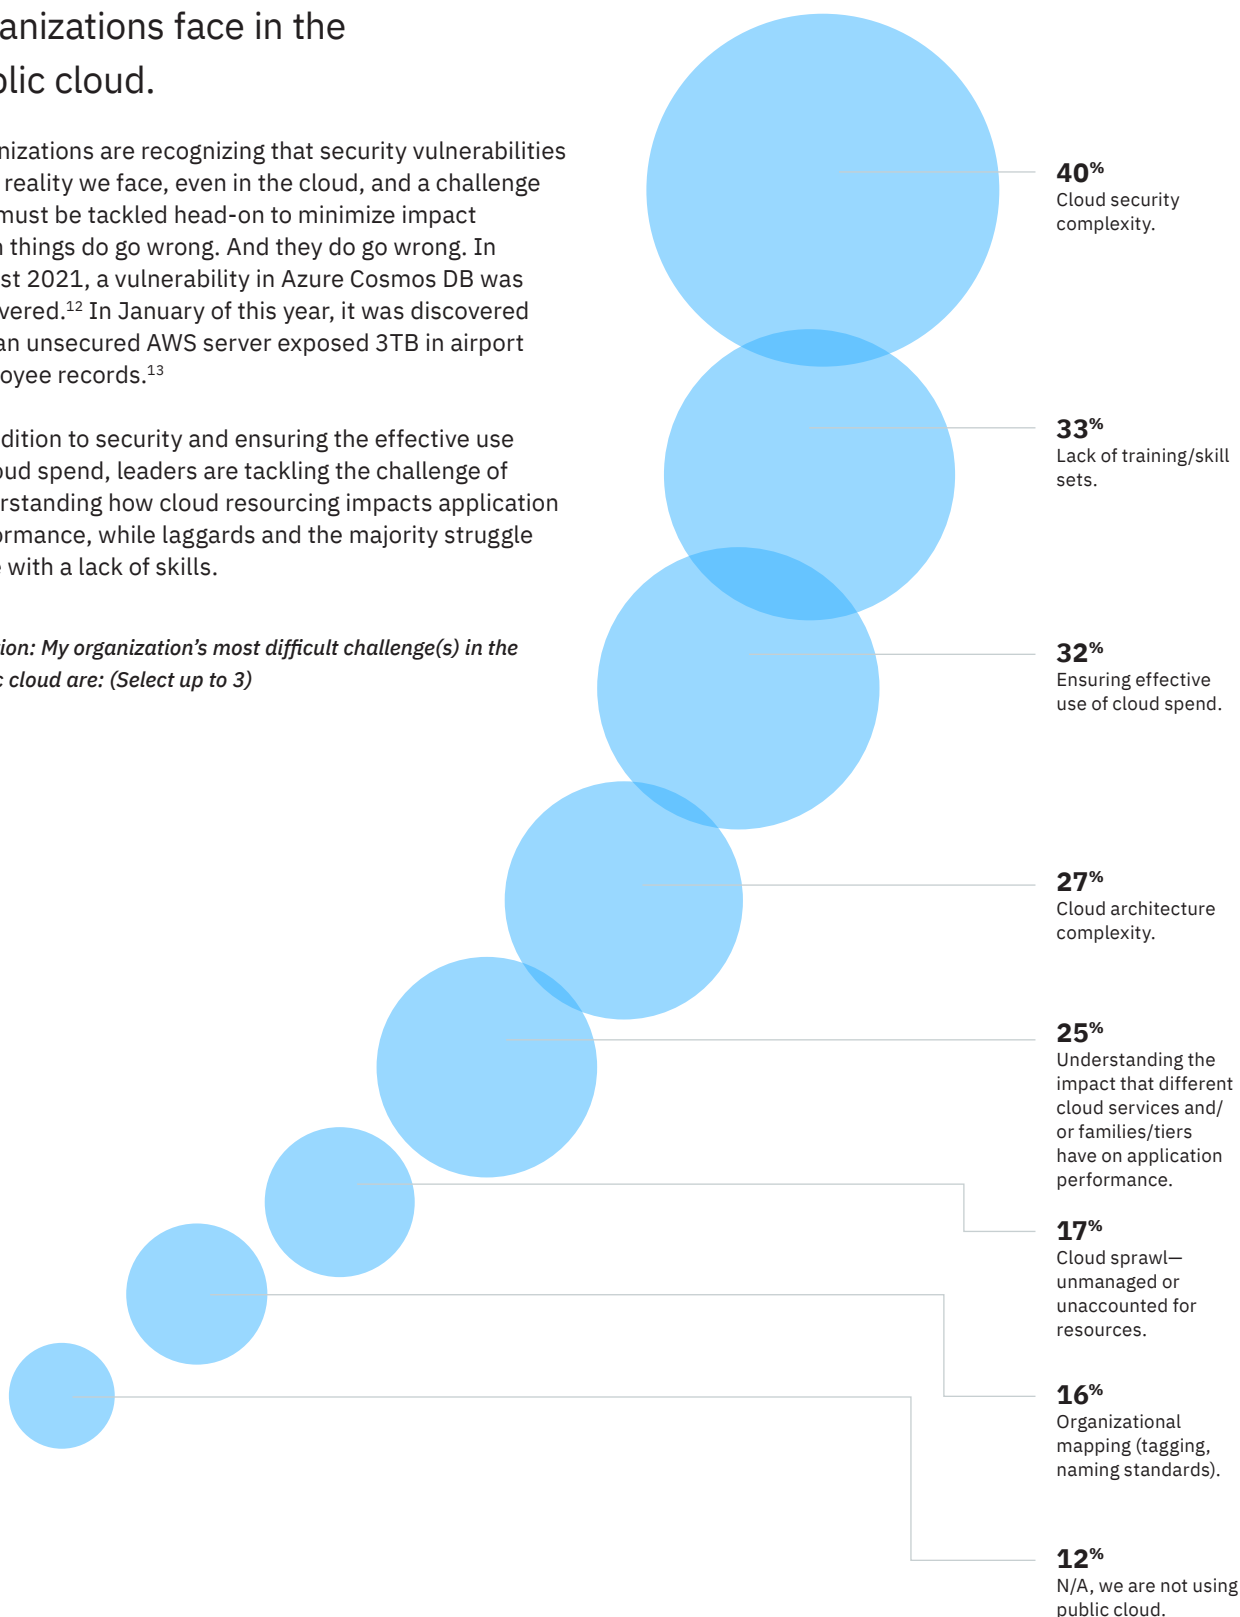 anizations face in the
blic cloud.
nizations are recognizing that security vulnerabilities
reality we face, even in the cloud, and a challenge
must be tackled head-on to minimize impact
n things do go wrong. And they do go wrong. In
st 2021, a vulnerability in Azure Cosmos DB was
vered.12 In January of this year, it was discovered
an unsecured AWS server exposed 3TB in airport
oyee records.13
dition to security and ensuring the effective use
oud spend, leaders are tackling the challenge of
rstanding how cloud resourcing impacts application
ormance, while laggards and the majority struggle
e with a lack of skills.
ion: My organization’s most difficult challenge(s) in the
c cloud are: (Select up to 3)
40%
Cloud security
complexity.
33%
Lack of training/skill
sets.
32%
Ensuring effective
use of cloud spend.
27%
Cloud architecture
complexity.
25%
Understanding the
impact that different
cloud services and/
or families/tiers
have on application
performance.
17%
Cloud sprawl—
unmanaged or
unaccounted for
resources.
16%
Organizational
mapping (tagging,
naming standards).
12%
N/A, we are not using
public cloud.